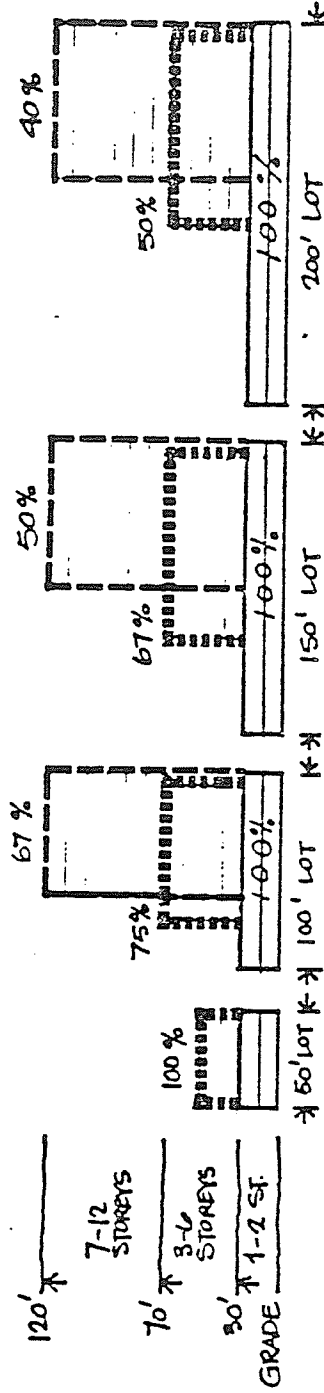 120'
7-12
STOREYS
70'
3-6
STOREYS
30'
1-2 ST.
GRADE
100%
50' LOT
67%
75%
100%
100' LOT
50%
67%
100%
150' LOT
40%
50%
100%
200' LOT